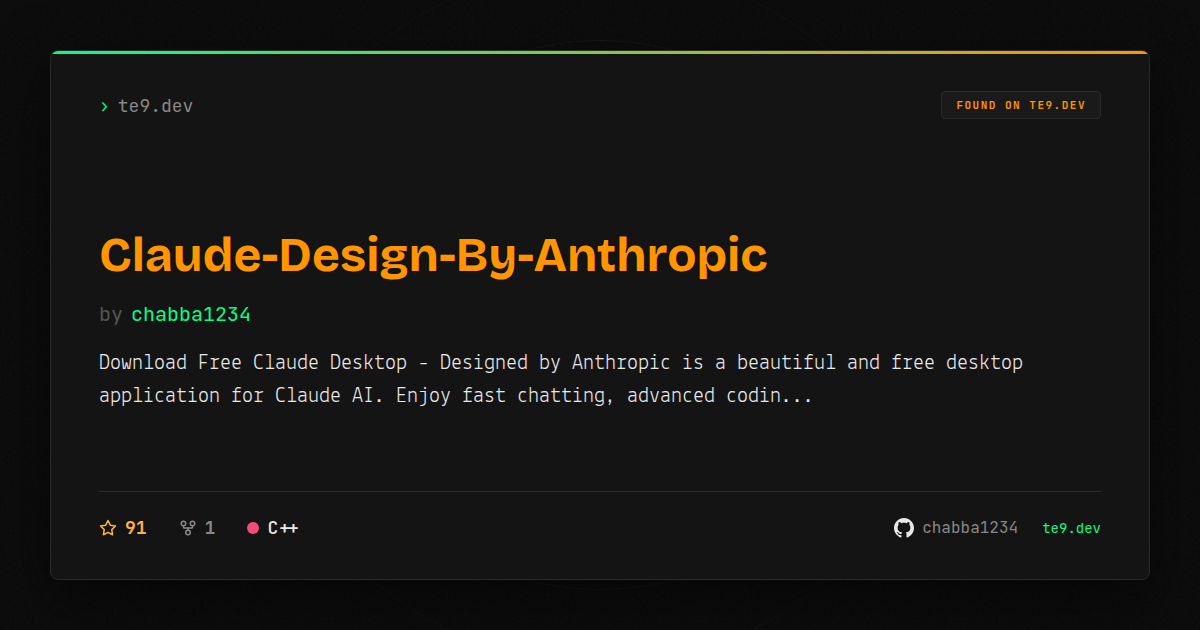 › te9.dev
FOUND ON TE9.DEV
Claude-Design-By-Anthropic
by chabba1234
Download Free Claude Desktop - Designed by Anthropic is a beautiful and free desktop
application for Claude AI. Enjoy fast chatting, advanced codin...
91 1 C++
chabba1234 te9.dev